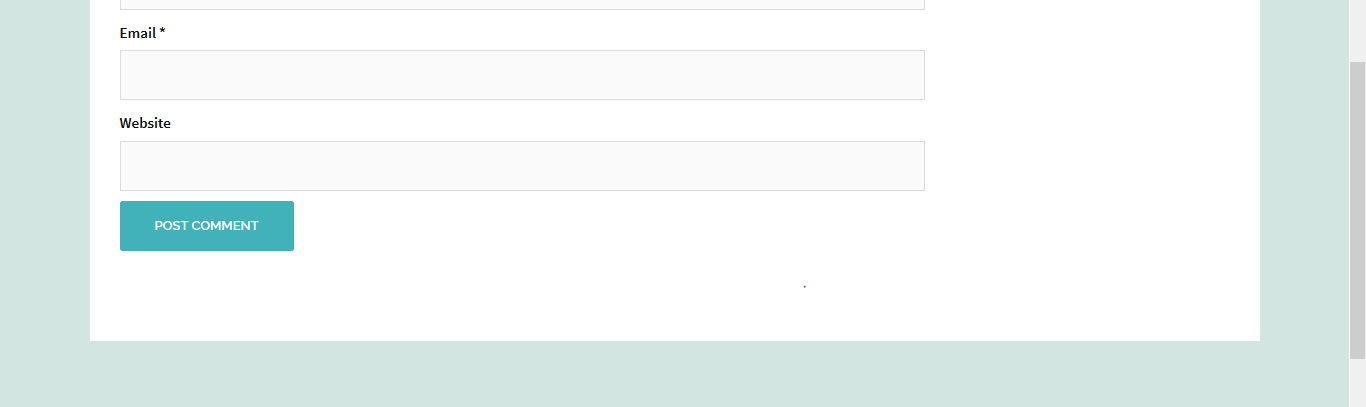 Email *
Website
POST COMMENT